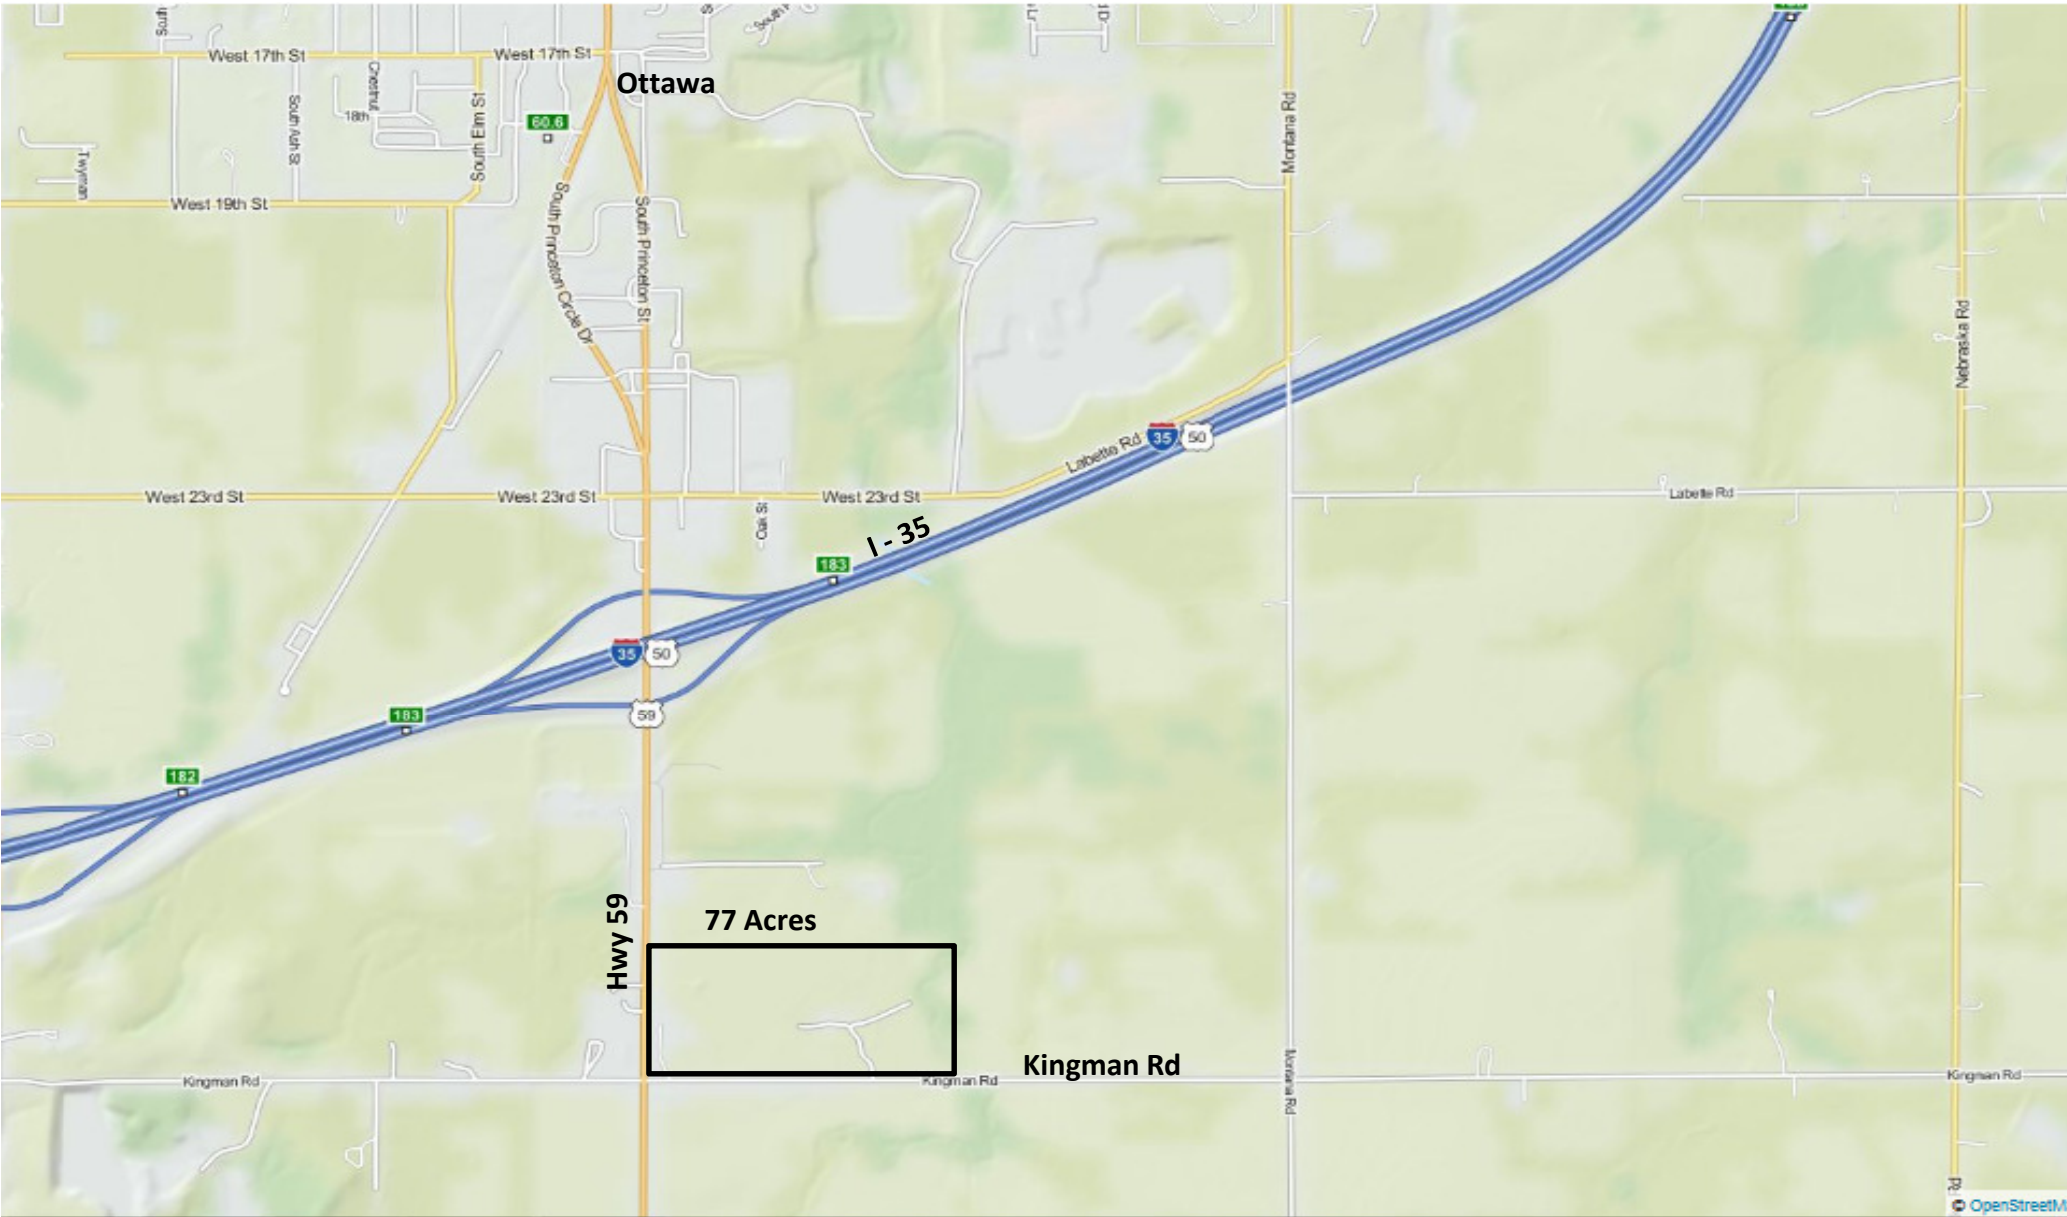 West 17th St
West 17th St
Ottawa
Chestnut
South Ash St
18th
South Elm St
60.6
Montana Rd
Twyman
West 19th St
South Princeton Circle Dr
South Princeton St
Nebraska Rd
Labette Rd
35
50
West 23rd St
West 23rd St
West 23rd St
Labette Rd
S Oak
I - 35
183
35
50
59
183
182
Hwy 59
77 Acres
Kingman Rd
Kingman Rd
Kingman Rd
Kingman Rd
Montana Rd
© OpenStreetM